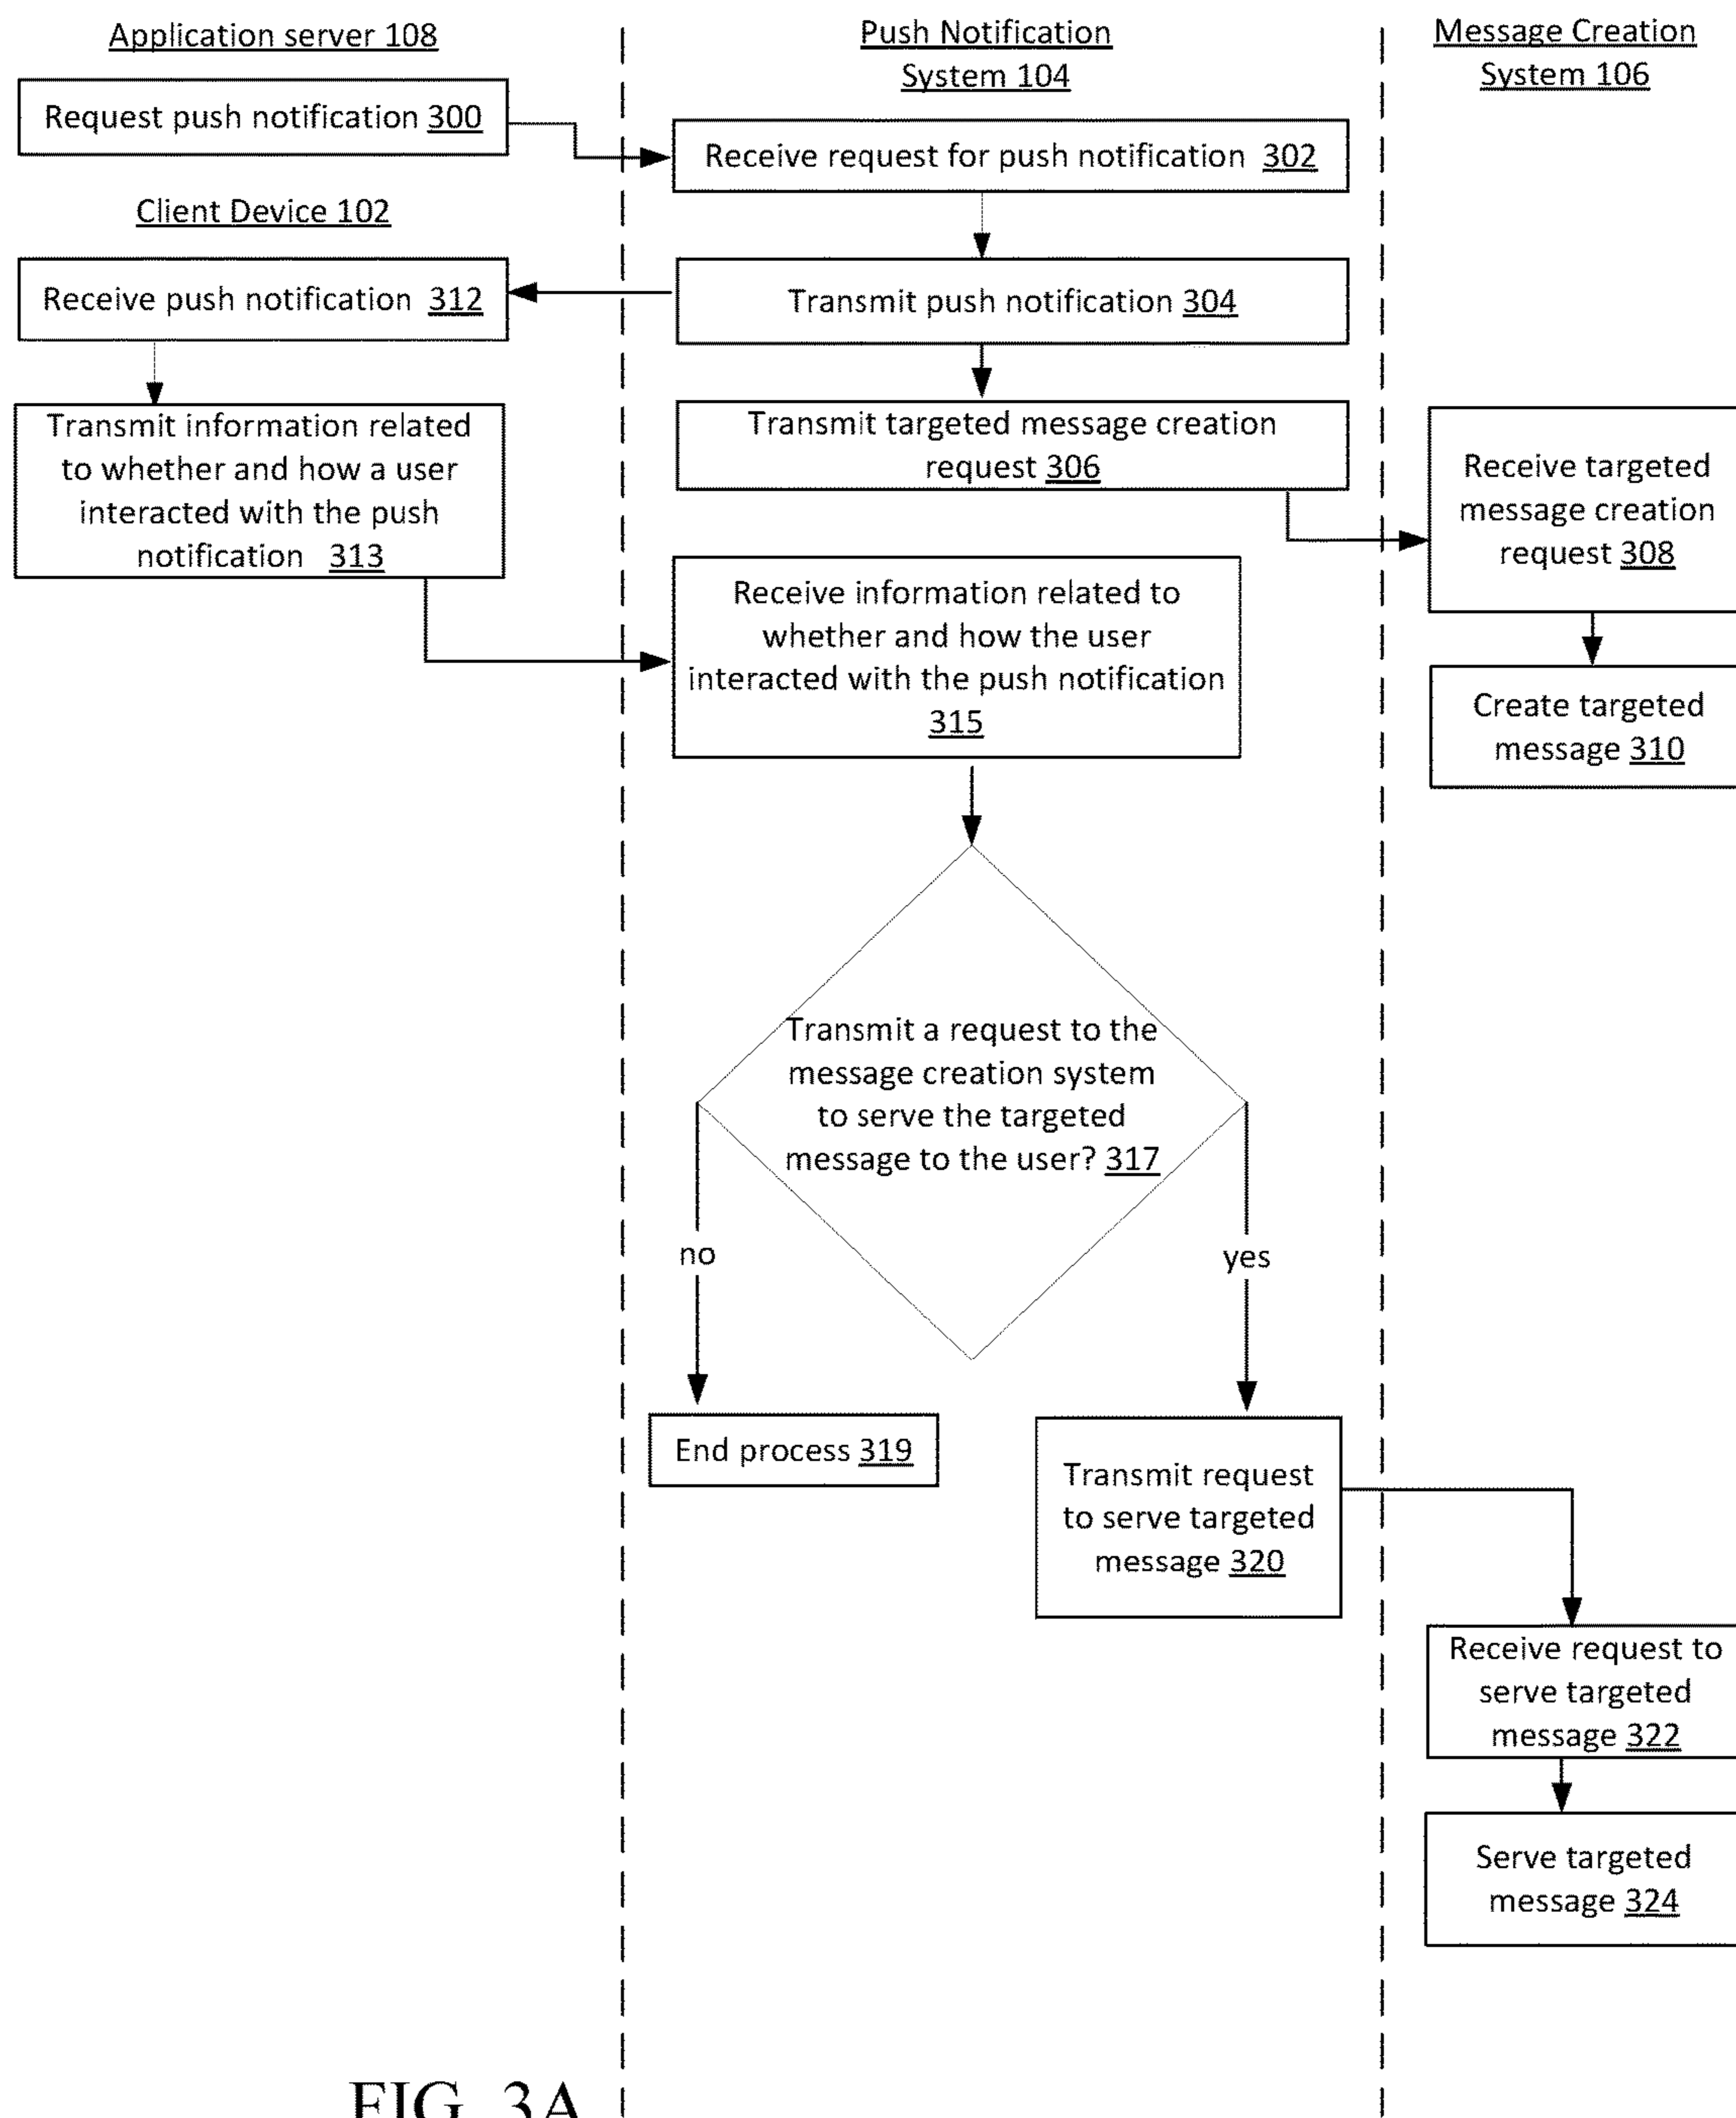 Application server 108
Push Notification
System 104
Message Creation
System 106
Request push notification 300
Receive request for push notification 302
Client Device 102
Receive push notification 312
Transmit push notification 304
Transmit information related
to whether and how a user
interacted with the push
notification 313
Transmit targeted message creation
request 306
Receive targeted
message creation
request 308
Receive information related to
whether and how the user
interacted with the push notification
315
Create targeted
message 310
Transmit a request to the
message creation system
to serve the targeted
message to the user? 317
no
yes
End process 319
Transmit request
to serve targeted
message 320
Receive request to
serve targeted
message 322
Serve targeted
message 324
FIG. 3A